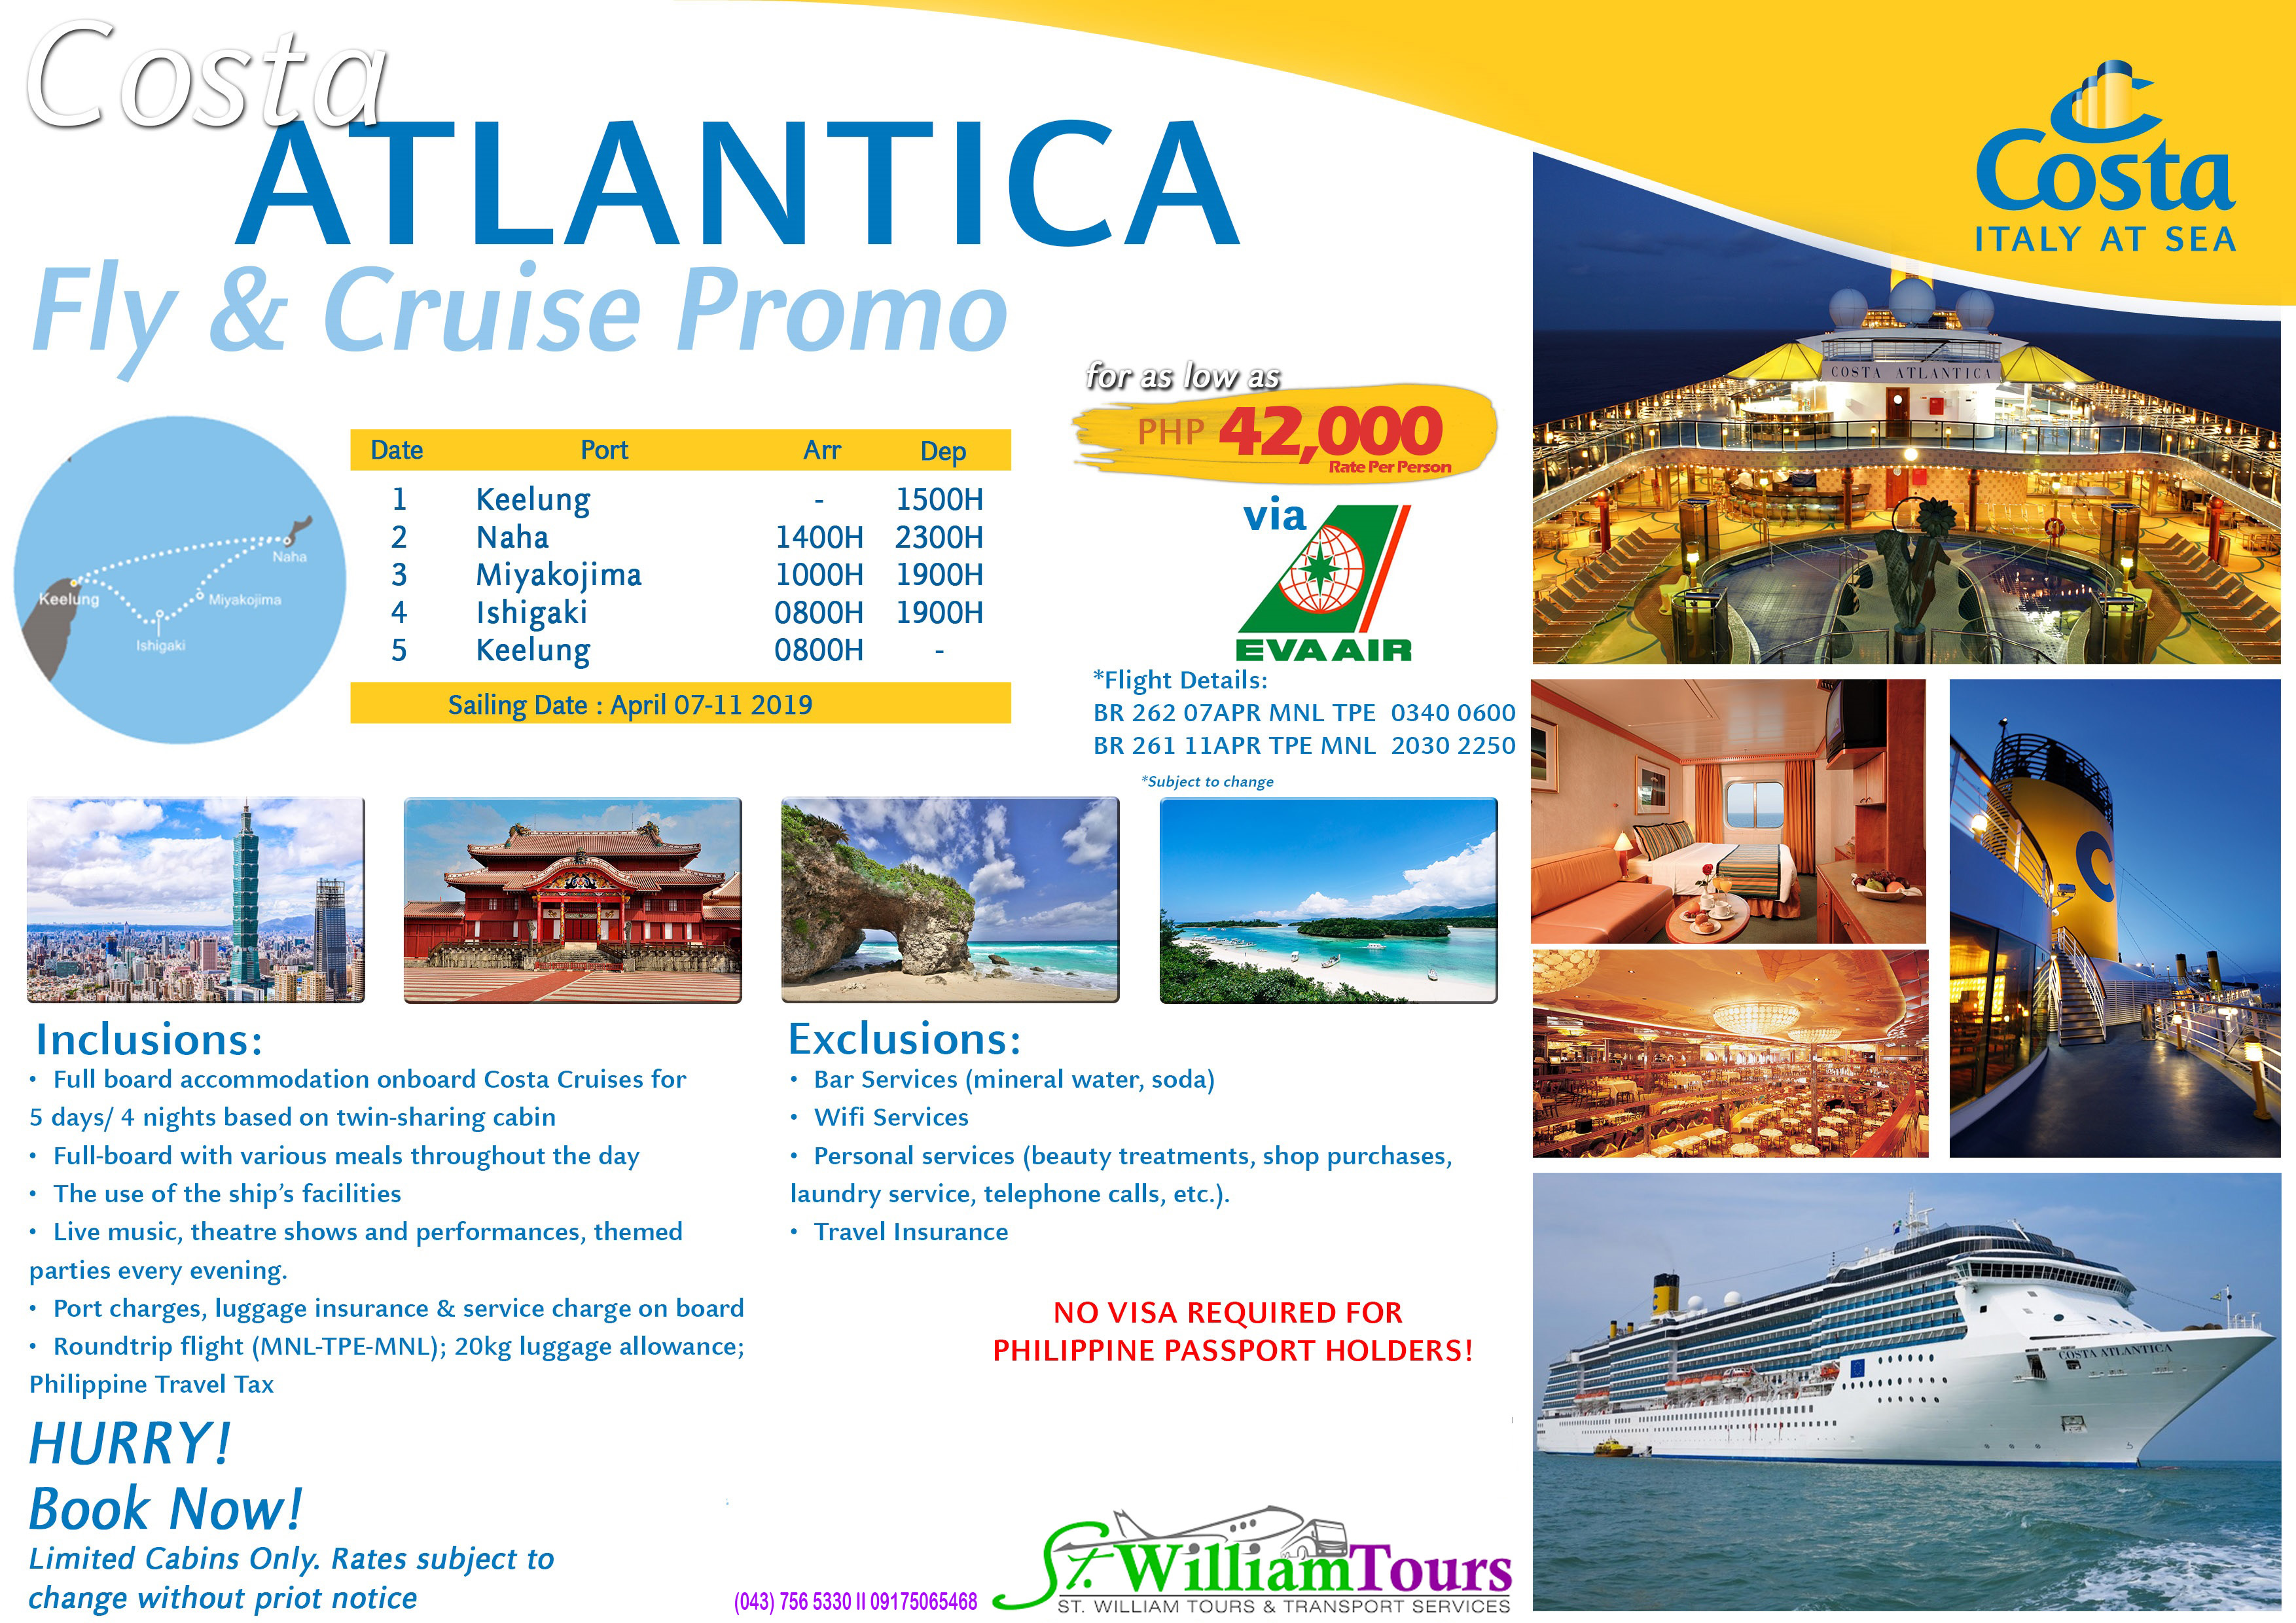 Costa
ATLANTICA
Fly & Cruise Promo
Costa
ITALY AT SEA
COSTA ATLANTICA
for as low as
PHP 42,000
Rate Per Person
via
EVA AIR
*Flight Details:
BR 262 07APR MNL TPE 0340 0600
BR 261 11APR TPE MNL 2030 2250
*Subject to change
Naha
Keelung
Miyakojima
Ishigaki
Date Port Arr Dep
1 Keelung - 1500H
2 Naha 1400H 2300H
3 Miyakojima 1000H 1900H
4 Ishigaki 0800H 1900H
5 Keelung 0800H -
Sailing Date : April 07-11 2019
Inclusions:
• Full board accommodation onboard Costa Cruises for
5 days/ 4 nights based on twin-sharing cabin
• Full-board with various meals throughout the day
• The use of the ship's facilities
• Live music, theatre shows and performances, themed
parties every evening.
• Port charges, luggage insurance & service charge on board
• Roundtrip flight (MNL-TPE-MNL); 20kg luggage allowance;
Philippine Travel Tax
Exclusions:
• Bar Services (mineral water, soda)
• Wifi Services
• Personal services (beauty treatments, shop purchases,
laundry service, telephone calls, etc.).
• Travel Insurance
NO VISA REQUIRED FOR
PHILIPPINE PASSPORT HOLDERS!
HURRY!
Book Now!
Limited Cabins Only. Rates subject to
change without priot notice
(043) 756 5330 II 09175065468
St. William Tours
ST. WILLIAM TOURS & TRANSPORT SERVICES
C
COSTA ATLANTICA